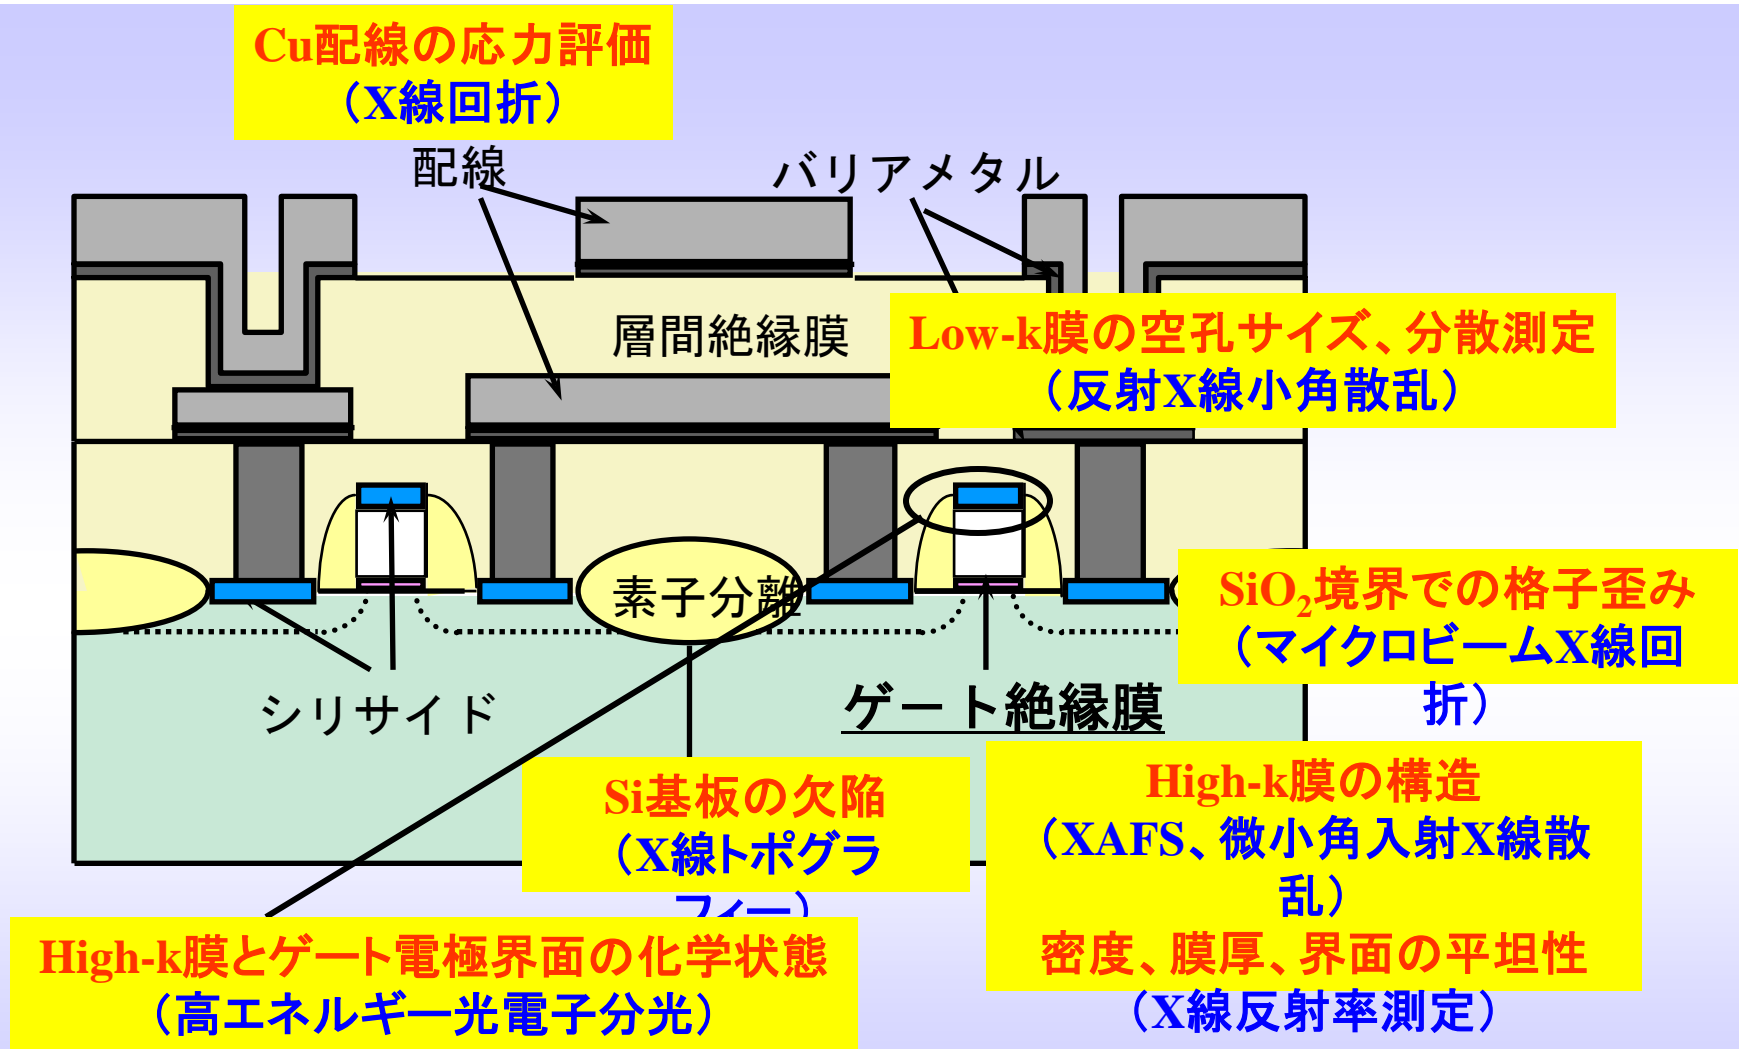 Cu配線の応力評価
（X線回折）
配線
バリアメタル
層間絶縁膜
Low-k膜の空孔サイズ、分散測定
（反射X線小角散乱）
素子分離
SiO₂境界での格子歪み
（マイクロビームX線回
折）
シリサイド
ゲート絶縁膜
Si基板の欠陥
（X線トポグラ
フィー）
High-k膜の構造
（XAFS、微小角入射X線散
乱）
密度、膜厚、界面の平坦性
（X線反射率測定）
High-k膜とゲート電極界面の化学状態
（高エネルギー光電子分光）